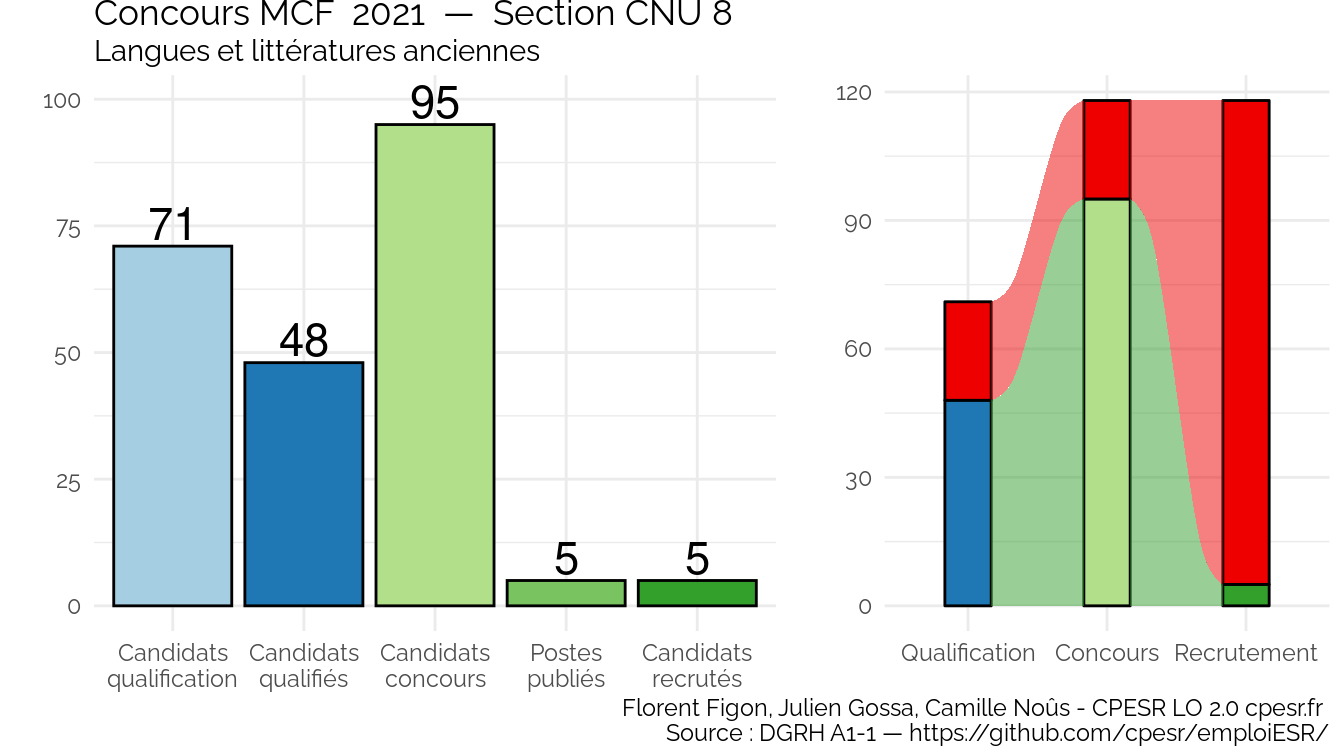 Concours MCF 2021 — Section CNU 8
Langues et littératures anciennes
100
75
50
25
0
71
48
95
5
5
Candidats qualification
Candidats qualifiés
Candidats concours
Postes publiés
Candidats recrutés
120
90
60
30
0
Qualification
Concours
Recrutement
Florent Figon, Julien Gossa, Camille Noûs - CPESR LO 2.0 cpesr.fr
Source : DGRH A1-1 — https://github.com/cpesr/emploiESR/